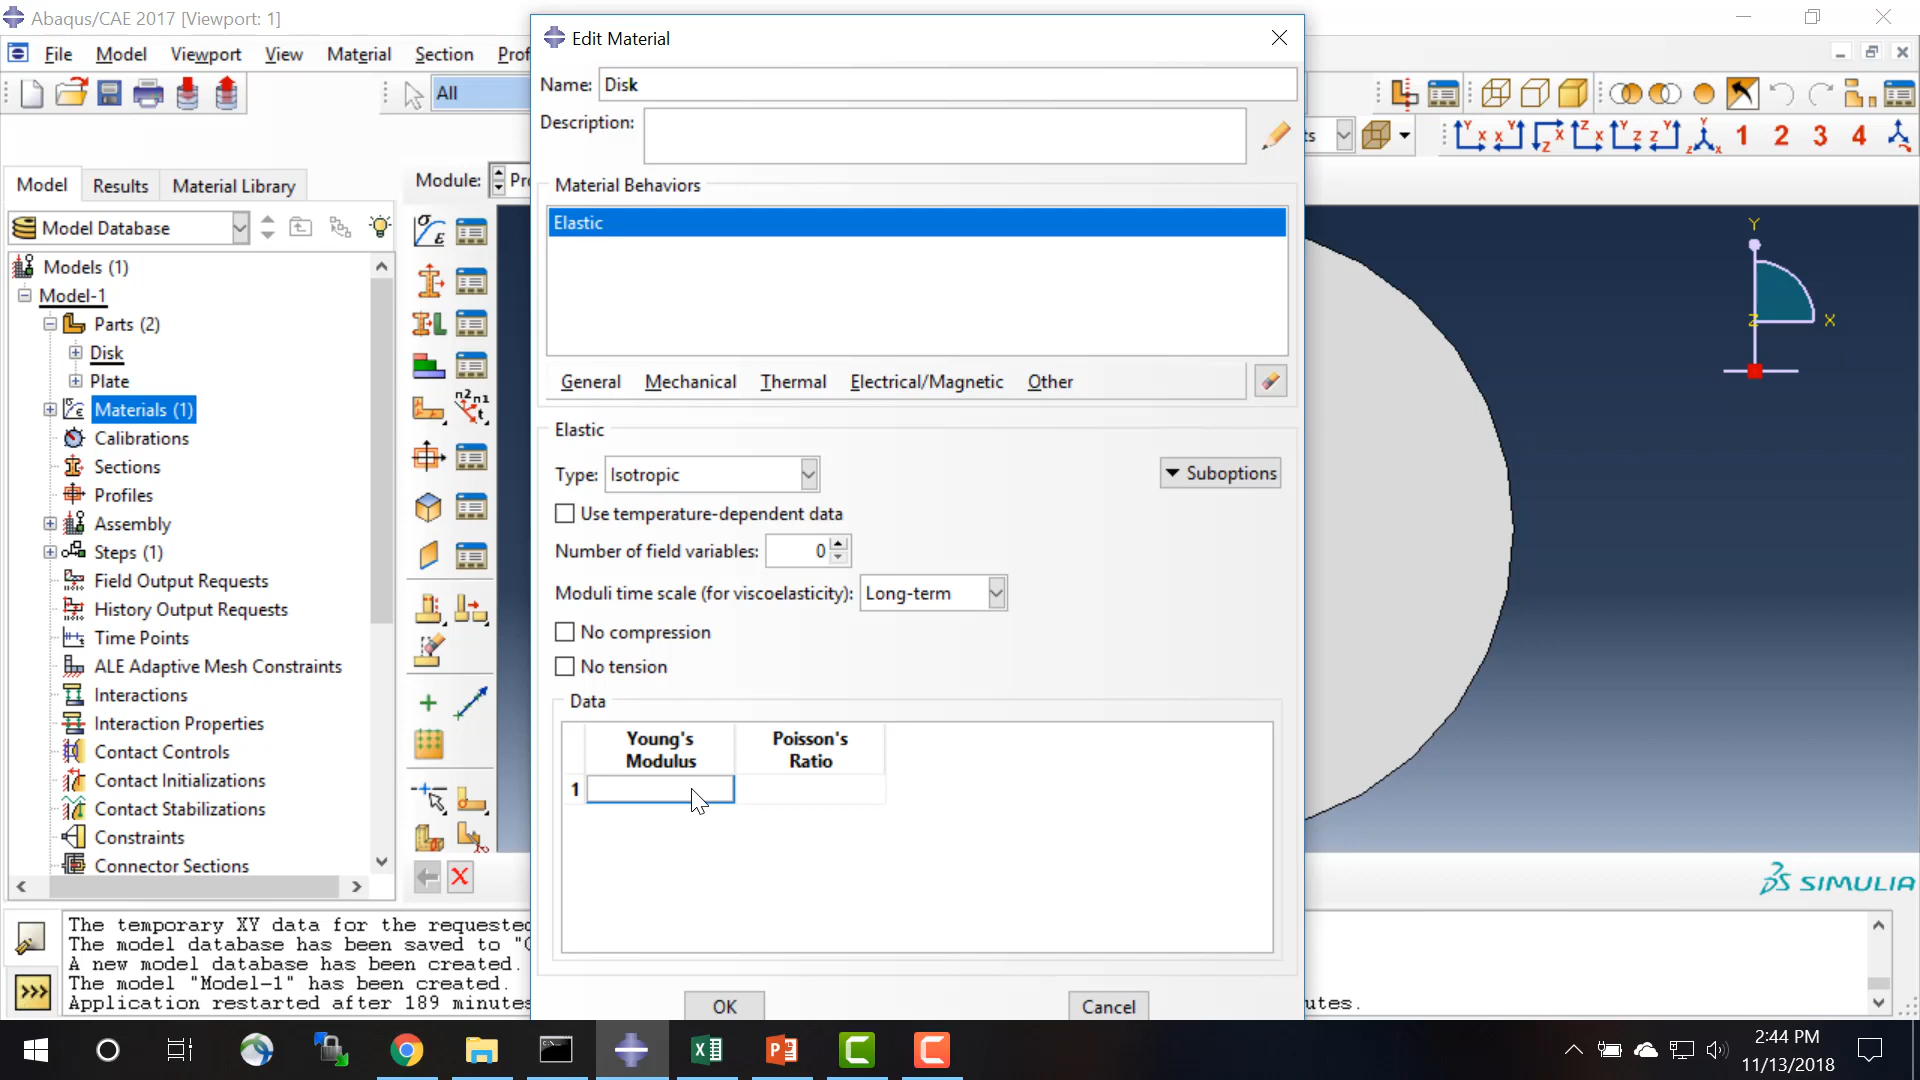 Abaqus/CAE 2017 [Viewport: 1]
File Model Viewport View Material Section
All
1 2 3 4
Model Results Material Library
Module:
Model Database
Models (1)
Model-1
Parts (2)
Disk
Plate
Materials (1)
Calibrations
Sections
Profiles
Assembly
Steps (1)
Field Output Requests
History Output Requests
Time Points
ALE Adaptive Mesh Constraints
Interactions
Interaction Properties
Contact Controls
Contact Initializations
Contact Stabilizations
Constraints
Connector Sections
Edit Material
Name: Disk
Description:
Material Behaviors
Elastic
General Mechanical Thermal Electrical/Magnetic Other
Elastic
Type: Isotropic
Suboptions
Use temperature-dependent data
Number of field variables: 0
Moduli time scale (for viscoelasticity): Long-term
No compression
No tension
Data
Young's Modulus
Poisson's Ratio
1
OK Cancel
Y
Z X
SIMULIA
The temporary XY data for the requested
The model database has been saved to "
A new model database has been created.
The model "Model-1" has been created.
Application restarted after 189 minutes
utes.
2:44 PM
11/13/2018